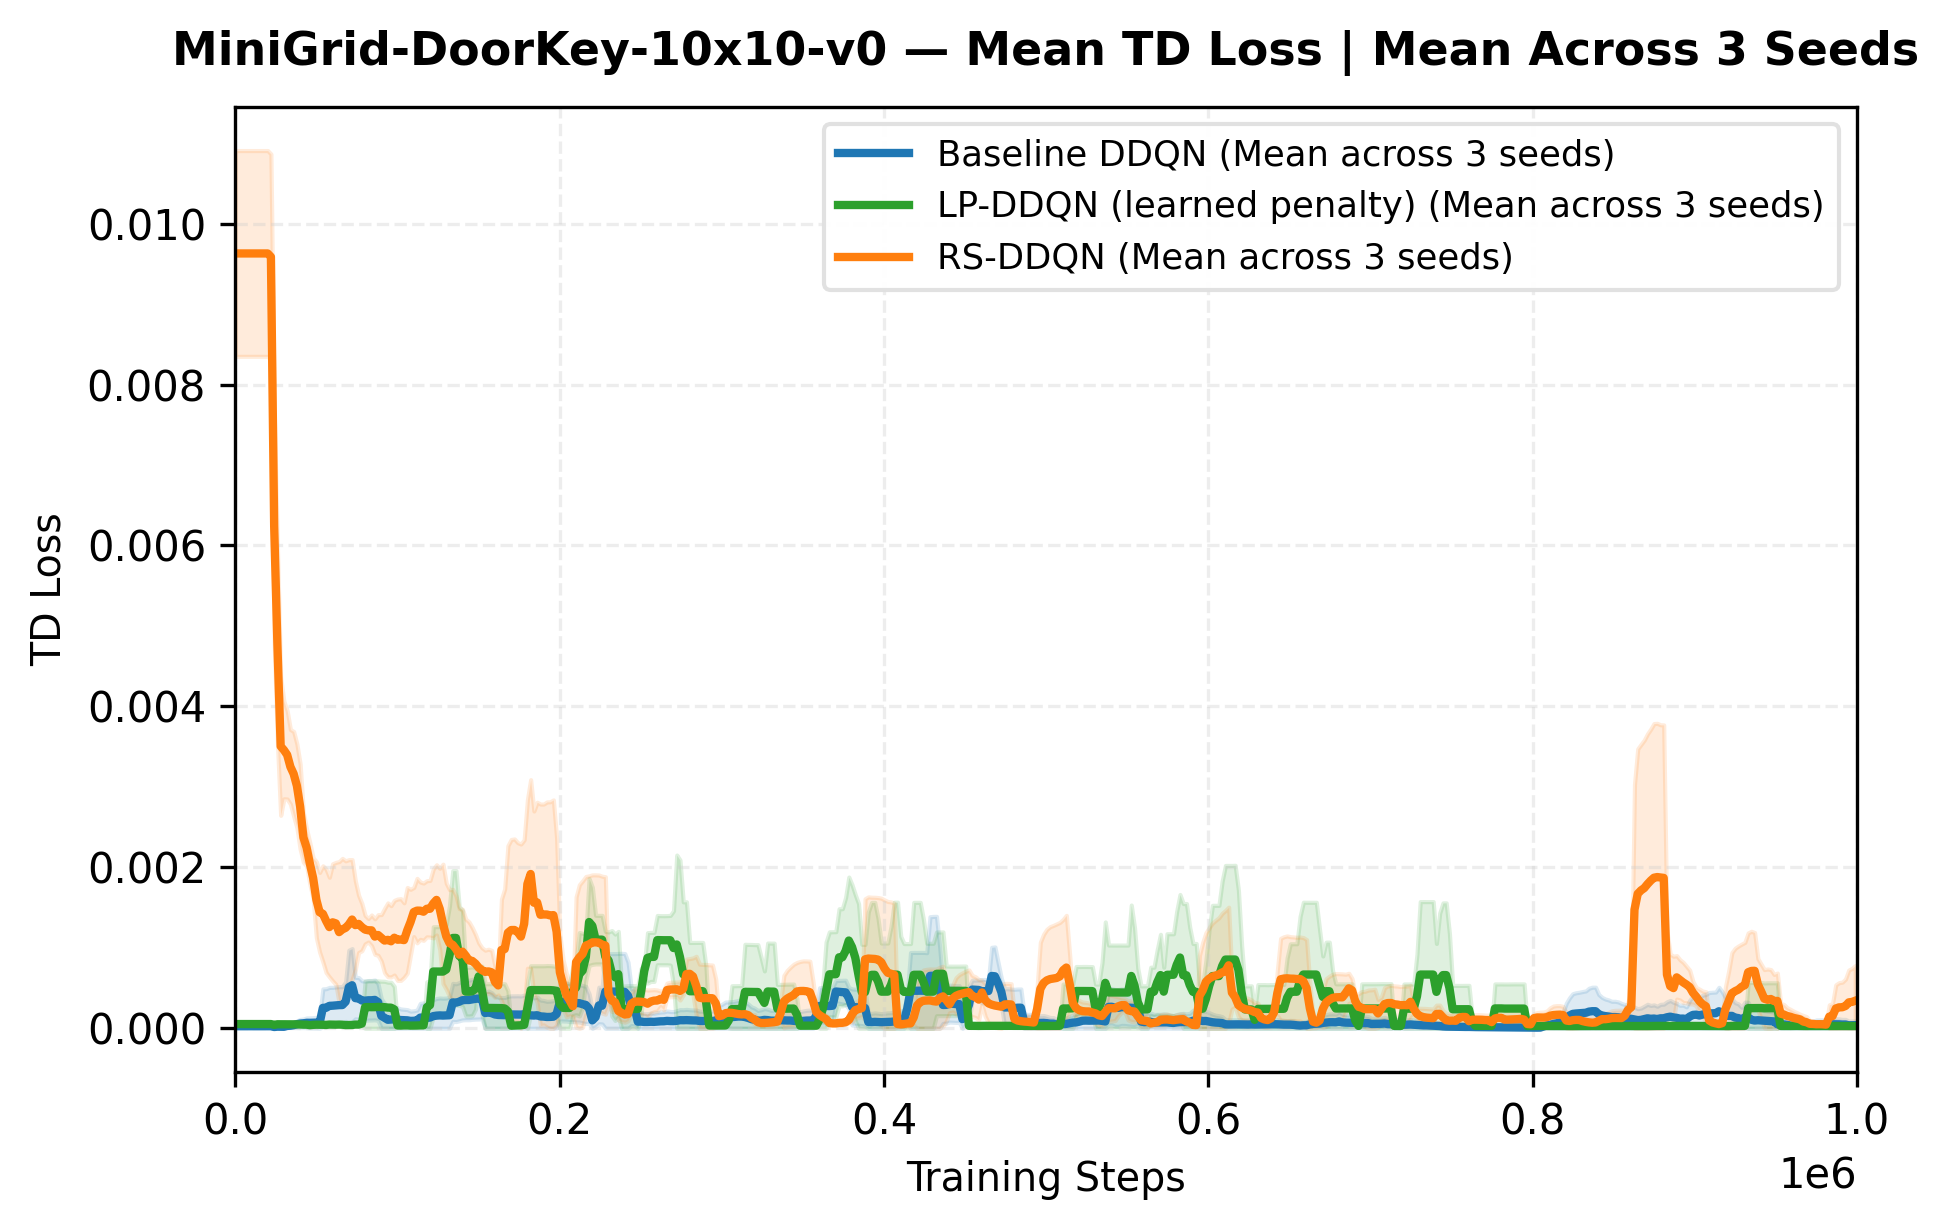 MiniGrid-DoorKey-10x10-v0 — Mean TD Loss | Mean Across 3 Seeds
Baseline DDQN (Mean across 3 seeds)
LP-DDQN (learned penalty) (Mean across 3 seeds)
RS-DDQN (Mean across 3 seeds)
TD Loss
0.010
0.008
0.006
0.004
0.002
0.000
0.0 0.2 0.4 0.6 0.8 1.0
1e6
Training Steps